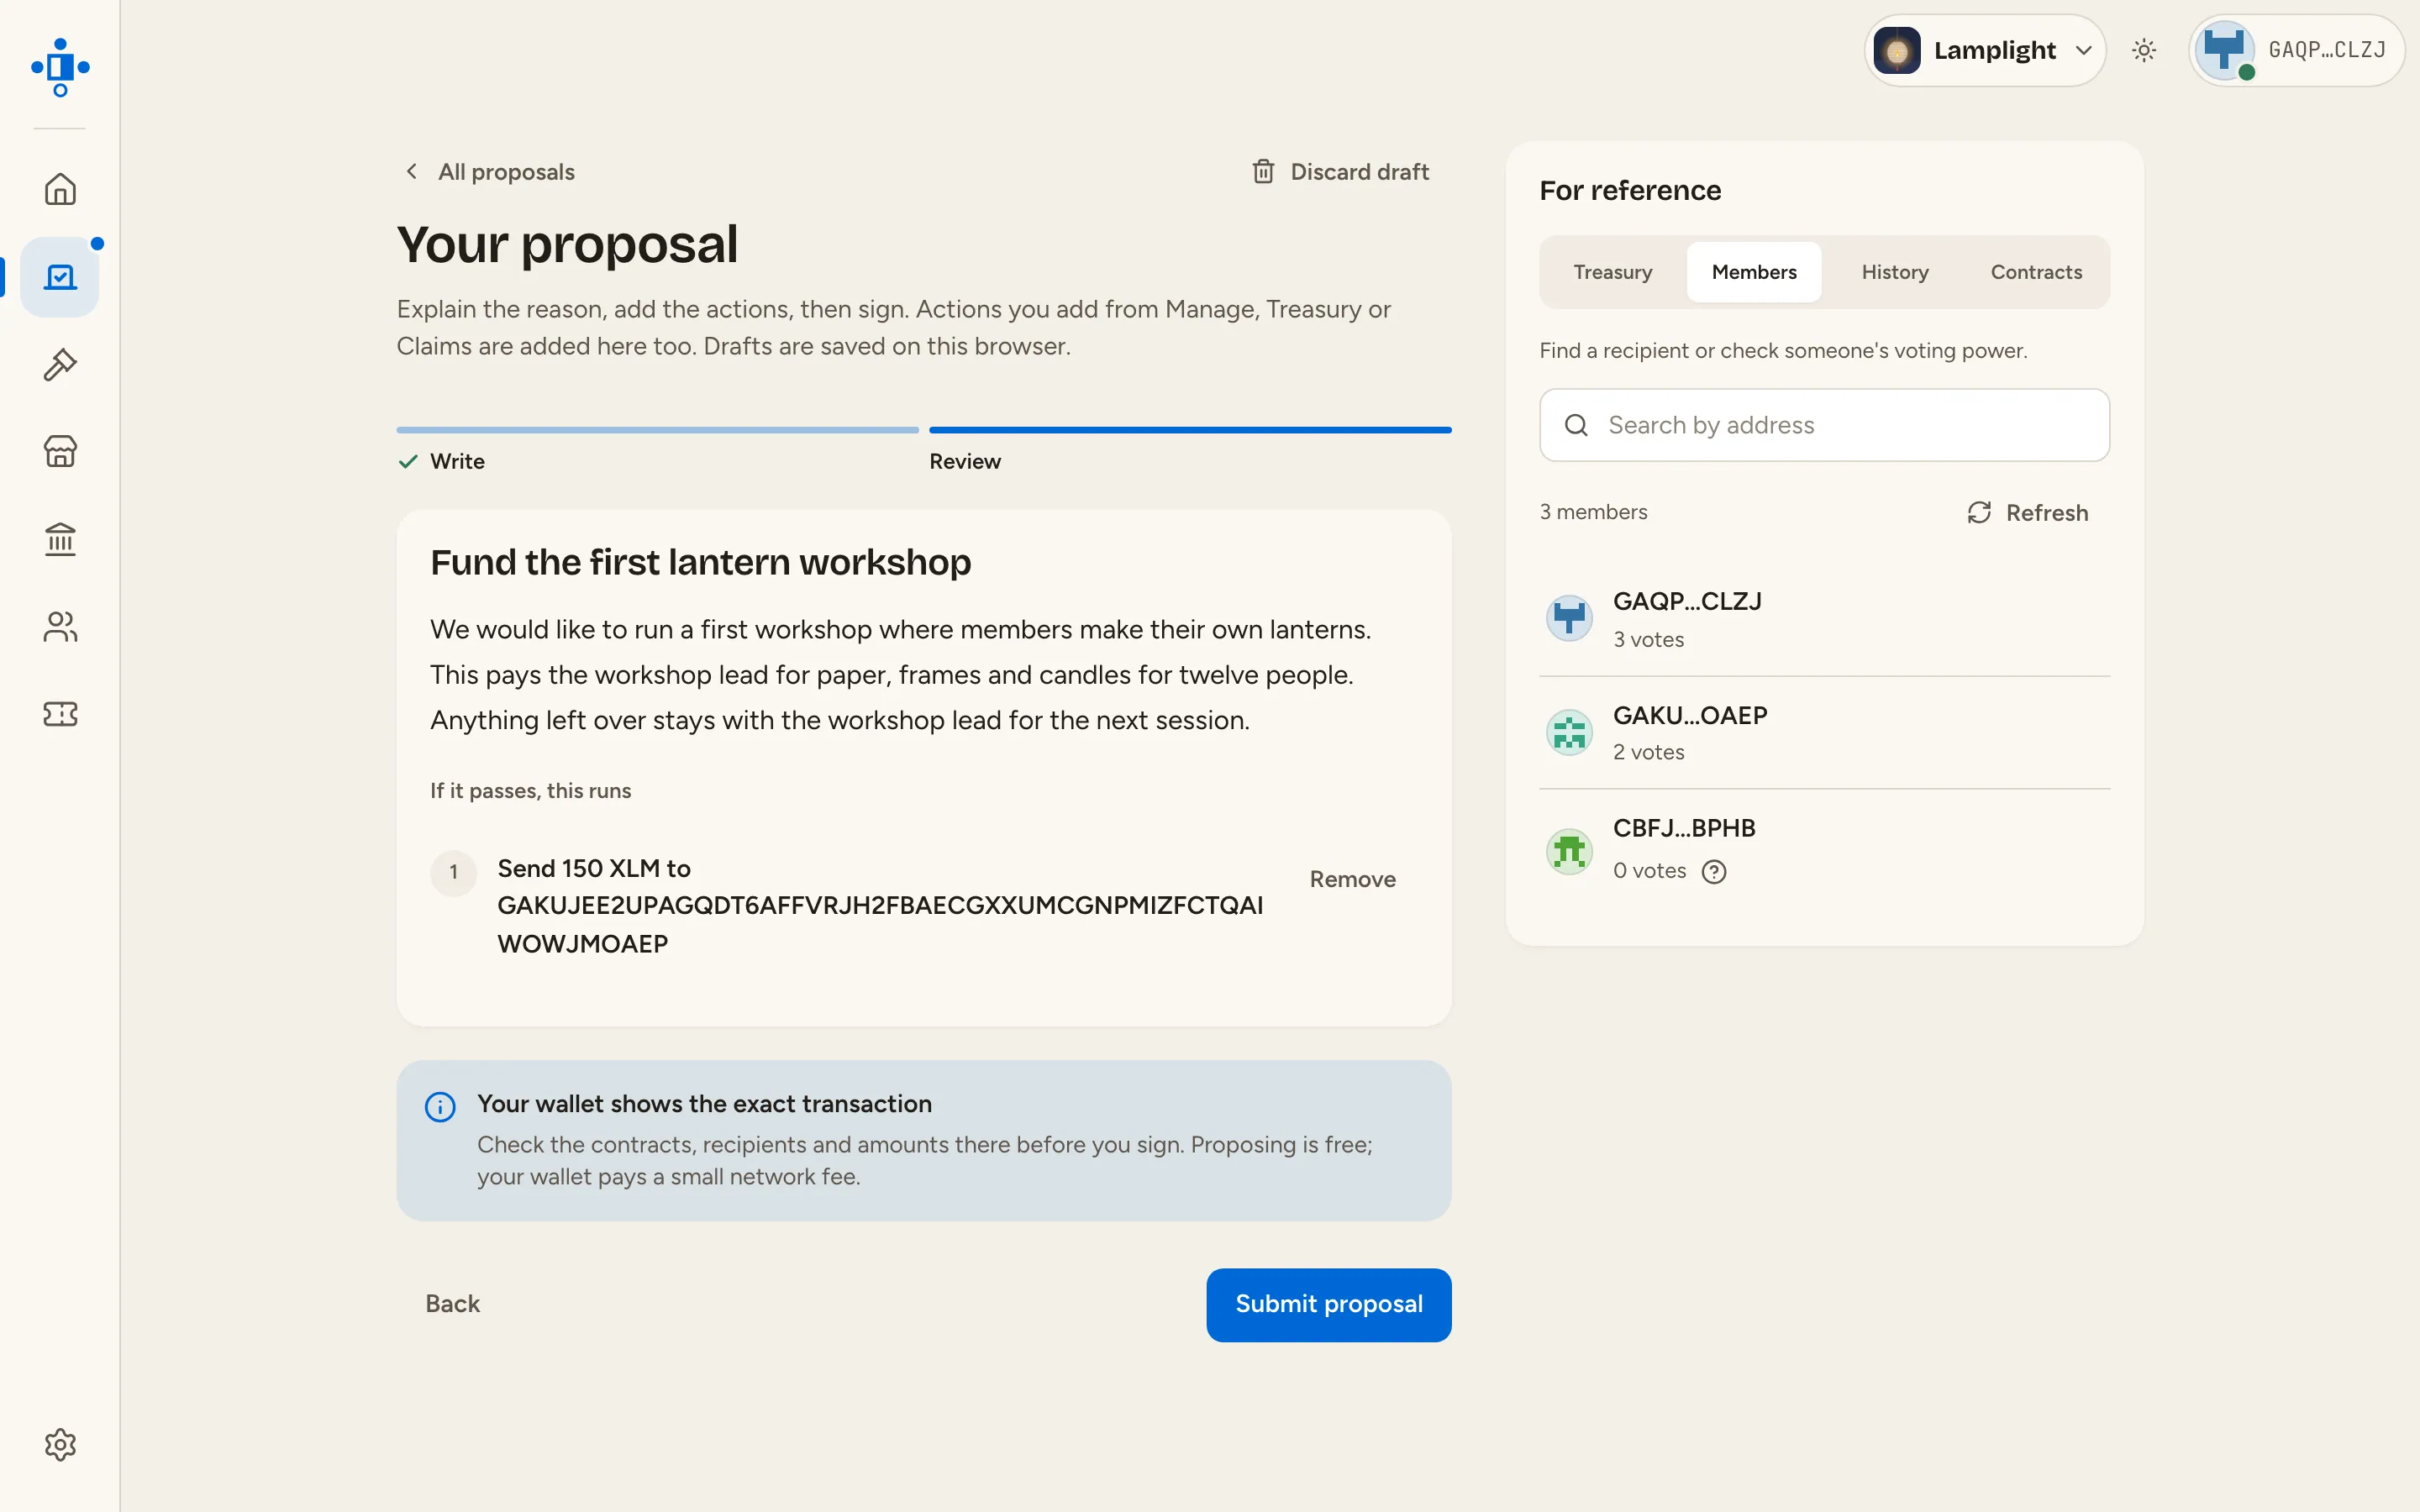 Lamplight
GAQP…CLZJ
All proposals
Discard draft
Your proposal
Explain the reason, add the actions, then sign. Actions you add from Manage, Treasury or
Claims are added here too. Drafts are saved on this browser.
Write
Review
Fund the first lantern workshop
We would like to run a first workshop where members make their own lanterns.
This pays the workshop lead for paper, frames and candles for twelve people.
Anything left over stays with the workshop lead for the next session.
If it passes, this runs
1
Send 150 XLM to
GAKUJEE2UPAGQDT6AFFVRJH2FBAECGXXUMCGNPMIZFCTQAI
WOWJMOAEP
Remove
Your wallet shows the exact transaction
Check the contracts, recipients and amounts there before you sign. Proposing is free;
your wallet pays a small network fee.
Back
Submit proposal
For reference
Treasury
Members
History
Contracts
Find a recipient or check someone's voting power.
Search by address
3 members
Refresh
GAQP…CLZJ
3 votes
GAKU…OAEP
2 votes
CBFJ…BPHB
0 votes